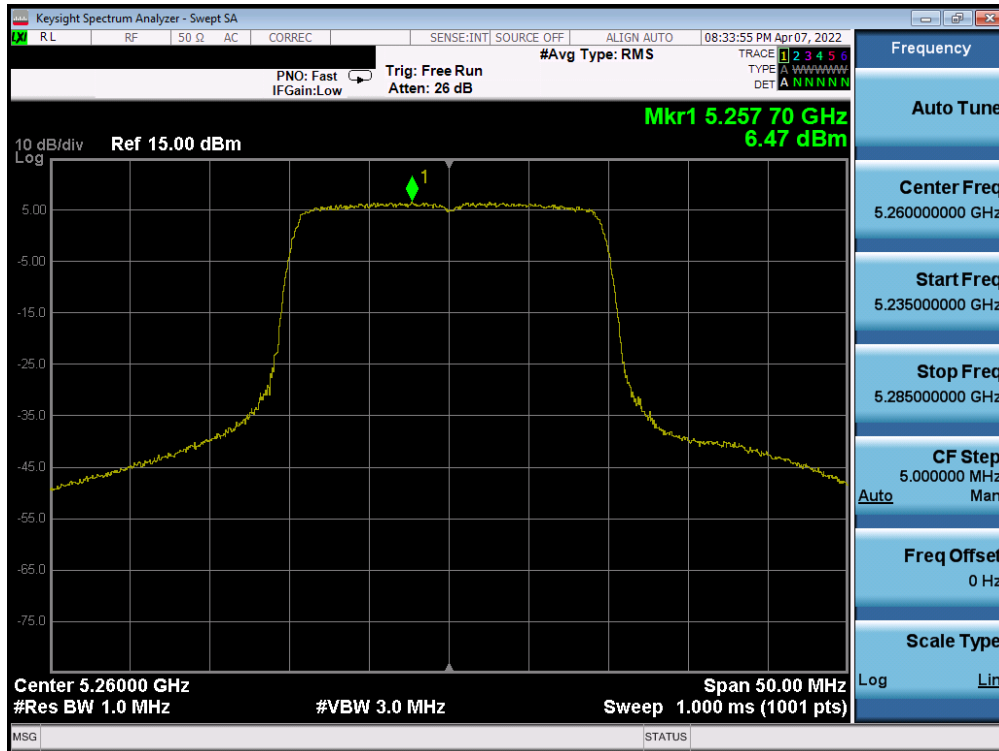 Keysight Spectrum Analyzer - Swept SA
LXI RL RF 50 Ω AC CORREC SENSE:INT SOURCE OFF ALIGN AUTO 08:33:55 PM Apr 07, 2022
#Avg Type: RMS
TRACE 1 2 3 4 5 6
TYPE A WWWWW
DET A N N N N N
PNO: Fast
IFGain:Low
Trig: Free Run
Atten: 26 dB
Mkr1 5.257 70 GHz
6.47 dBm
10 dB/div Ref 15.00 dBm
Log
1
5.00
-5.00
-15.0
-25.0
-35.0
-45.0
-55.0
-65.0
-75.0
Center 5.26000 GHz Span 50.00 MHz
#Res BW 1.0 MHz #VBW 3.0 MHz Sweep 1.000 ms (1001 pts)
MSG STATUS
Frequency
Auto Tune
Center Freq
5.260000000 GHz
Start Freq
5.235000000 GHz
Stop Freq
5.285000000 GHz
CF Step
5.000000 MHz
Auto Man
Freq Offset
0 Hz
Scale Type
Log Lin